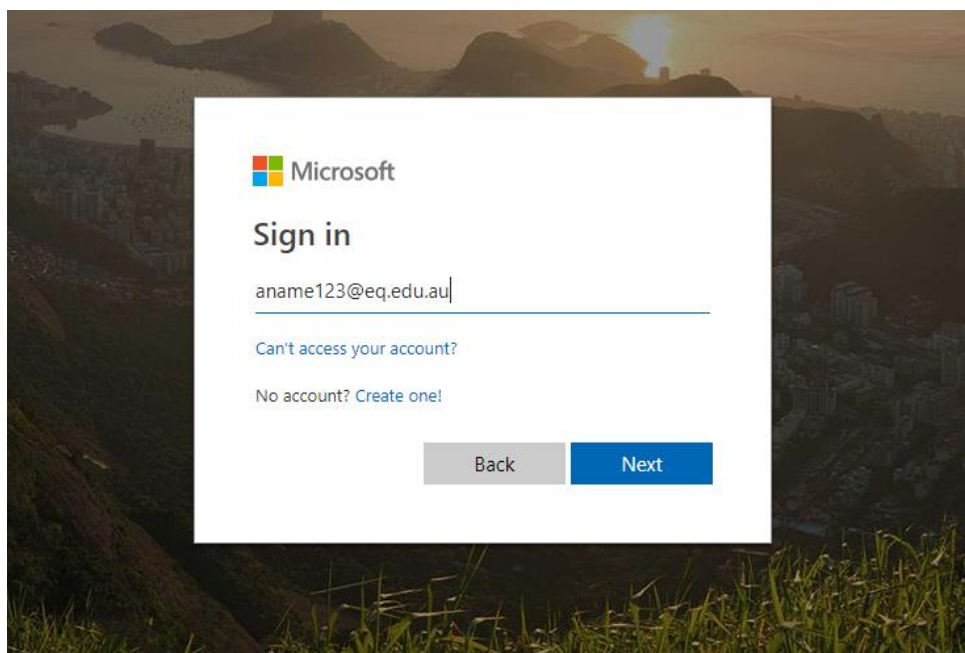 Microsoft
Sign in
aname123@eq.edu.au
Can't access your account?
No account? Create one!
Back Next